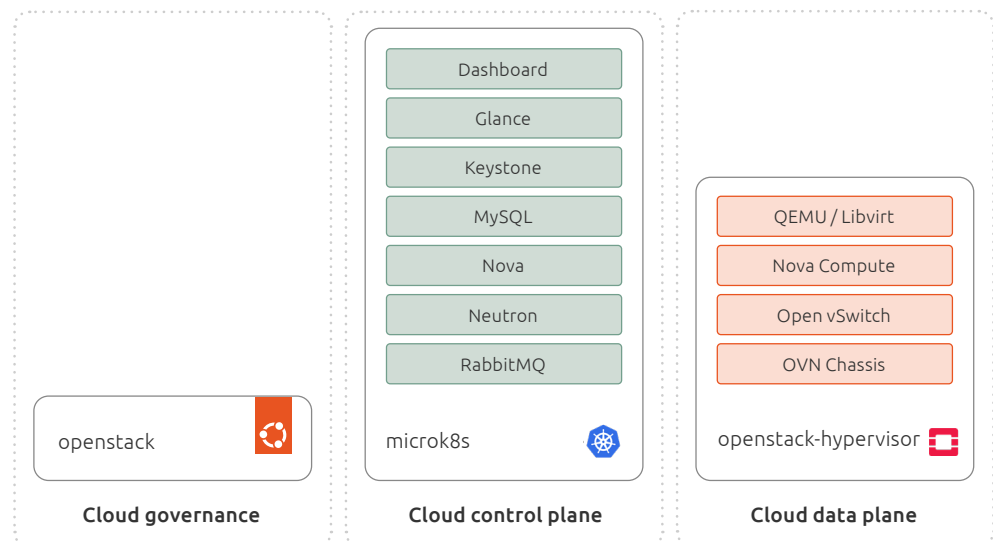 openstack
Cloud governance
Dashboard
Glance
Keystone
MySQL
Nova
Neutron
RabbitMQ
microk8s
Cloud control plane
QEMU / Libvirt
Nova Compute
Open vSwitch
OVN Chassis
openstack-hypervisor
Cloud data plane